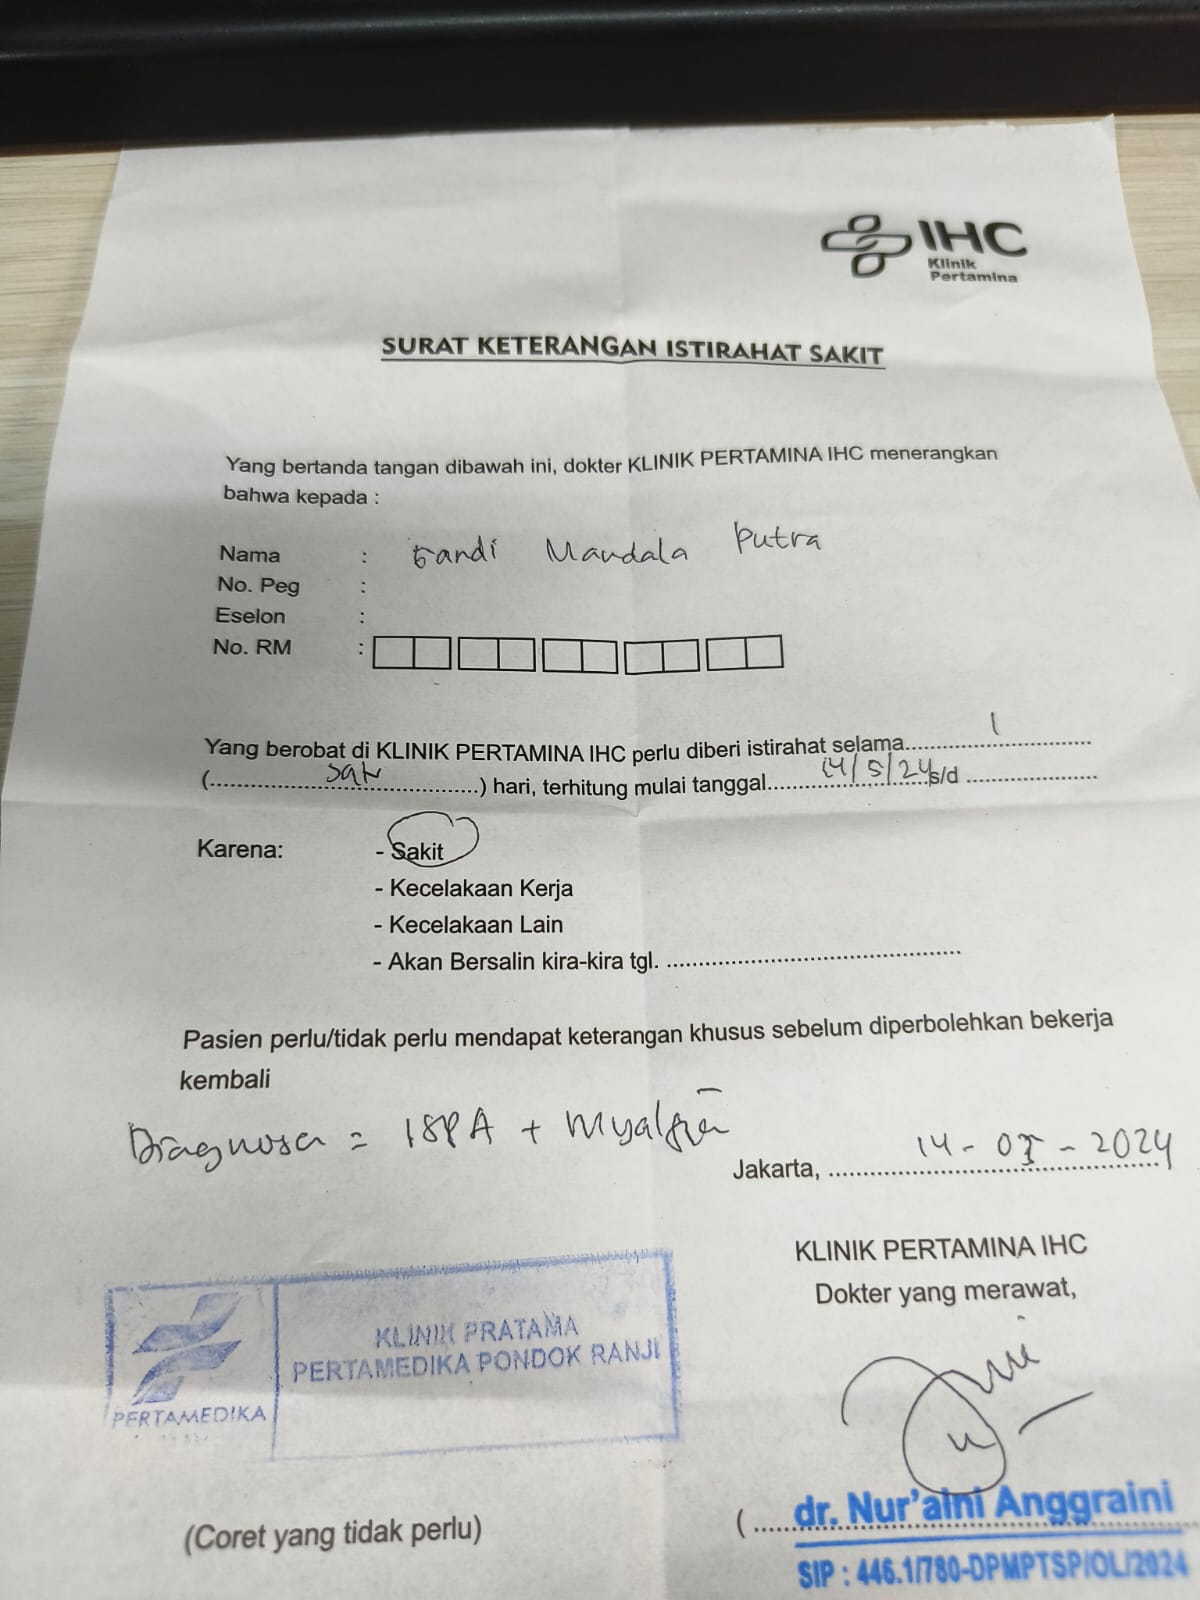 IHC
Klinik
Pertamina
SURAT KETERANGAN ISTIRAHAT SAKIT
Yang bertanda tangan dibawah ini, dokter KLINIK PERTAMINA IHC menerangkan
bahwa kepada :
Nama : Mandala Putra
No. Peg :
Eselon :
No. RM :
Yang berobat di KLINIK PERTAMINA IHC perlu diberi istirahat selama..........1..........
(..........satu..........) hari, terhitung mulai tanggal..........14/5/24 s/d ....................
Karena: - Sakit
- Kecelakaan Kerja
- Kecelakaan Lain
- Akan Bersalin kira-kira tgl. ........................................
Pasien perlu/tidak perlu mendapat keterangan khusus sebelum diperbolehkan bekerja
kembali
Diagnosa = ISPA + Myalgia
Jakarta, 14-05-2024
KLINIK PERTAMINA IHC
Dokter yang merawat,
KLINIK PRATAMA
PERTAMEDIKA PONDOK RANJI
PERTAMEDIKA
(Coret yang tidak perlu)
(..... dr. Nur'aini Anggraini
SIP : 446.1/780-DPMPTSP/OL/2024